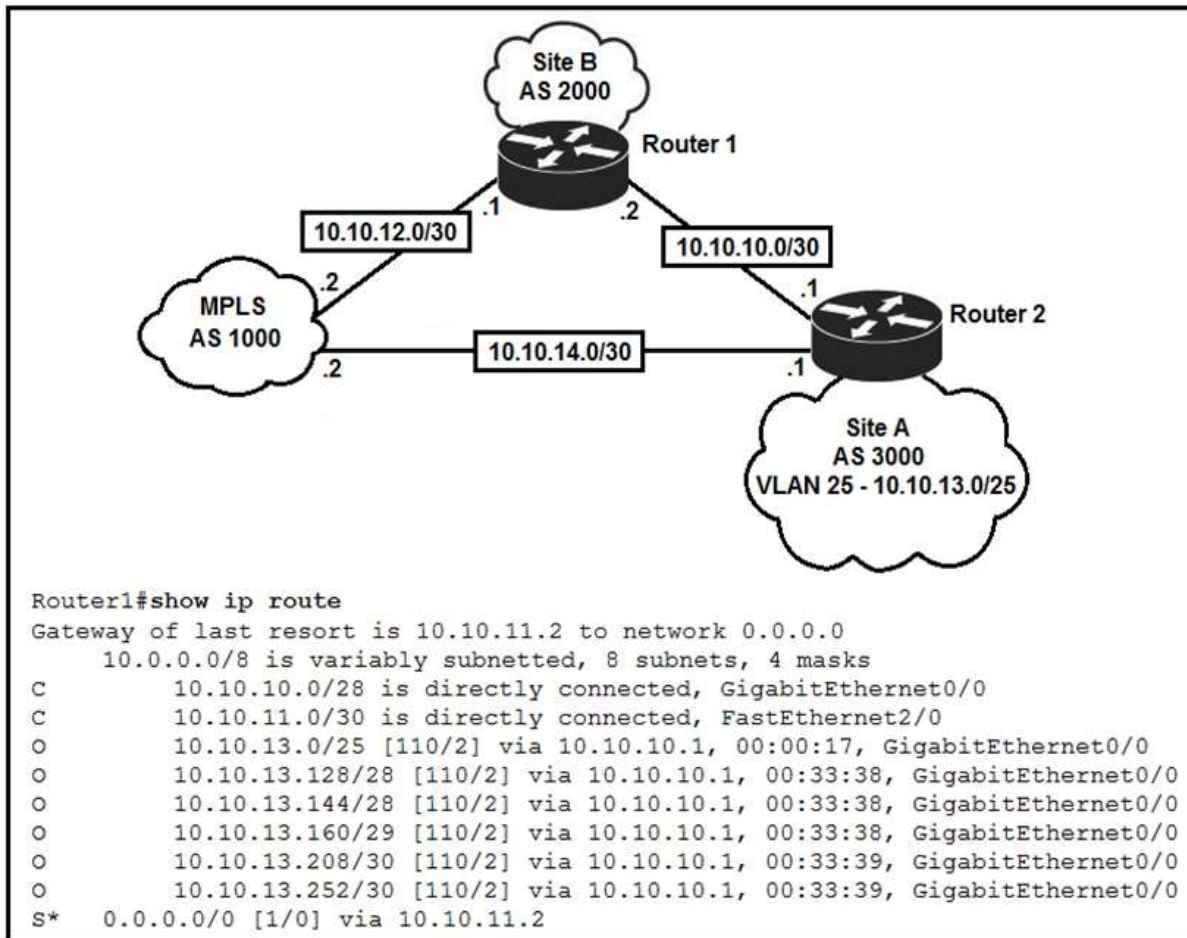 Site B
AS 2000
Router 1
.1
.2
10.10.12.0/30
10.10.10.0/30
.2
.1
MPLS
AS 1000
Router 2
.2
10.10.14.0/30
.1
Site A
AS 3000
VLAN 25 - 10.10.13.0/25
Router1#show ip route
Gateway of last resort is 10.10.11.2 to network 0.0.0.0
10.0.0.0/8 is variably subnetted, 8 subnets, 4 masks
C 10.10.10.0/28 is directly connected, GigabitEthernet0/0
C 10.10.11.0/30 is directly connected, FastEthernet2/0
O 10.10.13.0/25 [110/2] via 10.10.10.1, 00:00:17, GigabitEthernet0/0
O 10.10.13.128/28 [110/2] via 10.10.10.1, 00:33:38, GigabitEthernet0/0
O 10.10.13.144/28 [110/2] via 10.10.10.1, 00:33:38, GigabitEthernet0/0
O 10.10.13.160/29 [110/2] via 10.10.10.1, 00:33:38, GigabitEthernet0/0
O 10.10.13.208/30 [110/2] via 10.10.10.1, 00:33:39, GigabitEthernet0/0
O 10.10.13.252/30 [110/2] via 10.10.10.1, 00:33:39, GigabitEthernet0/0
S* 0.0.0.0/0 [1/0] via 10.10.11.2